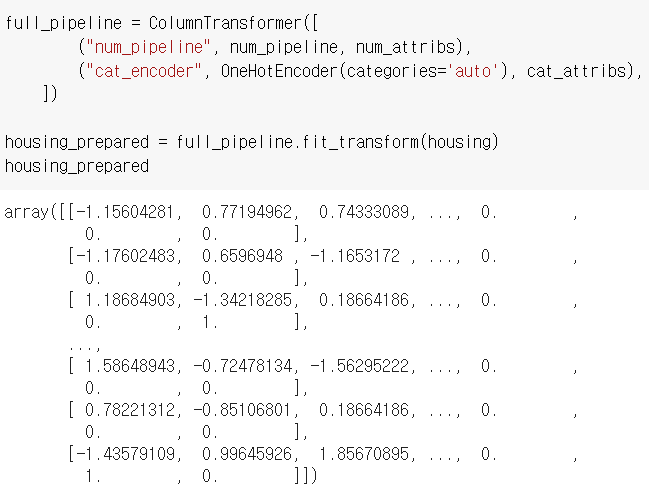 full_pipeline = ColumnTransformer([
        ("num_pipeline", num_pipeline, num_attribs),
        ("cat_encoder", OneHotEncoder(categories='auto'), cat_attribs),
    ])
housing_prepared = full_pipeline.fit_transform(housing)
housing_prepared
array([[-1.15604281,  0.77194962,  0.74333089, ...,  0.        ,
         0.        ,  0.        ],
       [-1.17602483,  0.6596948 , -1.1653172 , ...,  0.        ,
         0.        ,  0.        ],
       [ 1.18684903, -1.34218285,  0.18664186, ...,  0.        ,
         0.        ,  1.        ],
       ...,
       [ 1.58648943, -0.72478134, -1.56295222, ...,  0.        ,
         0.        ,  0.        ],
       [ 0.78221312, -0.85106801,  0.18664186, ...,  0.        ,
         0.        ,  0.        ],
       [-1.43579109,  0.99645926,  1.85670895, ...,  0.        ,
         1.        ,  0.        ]])